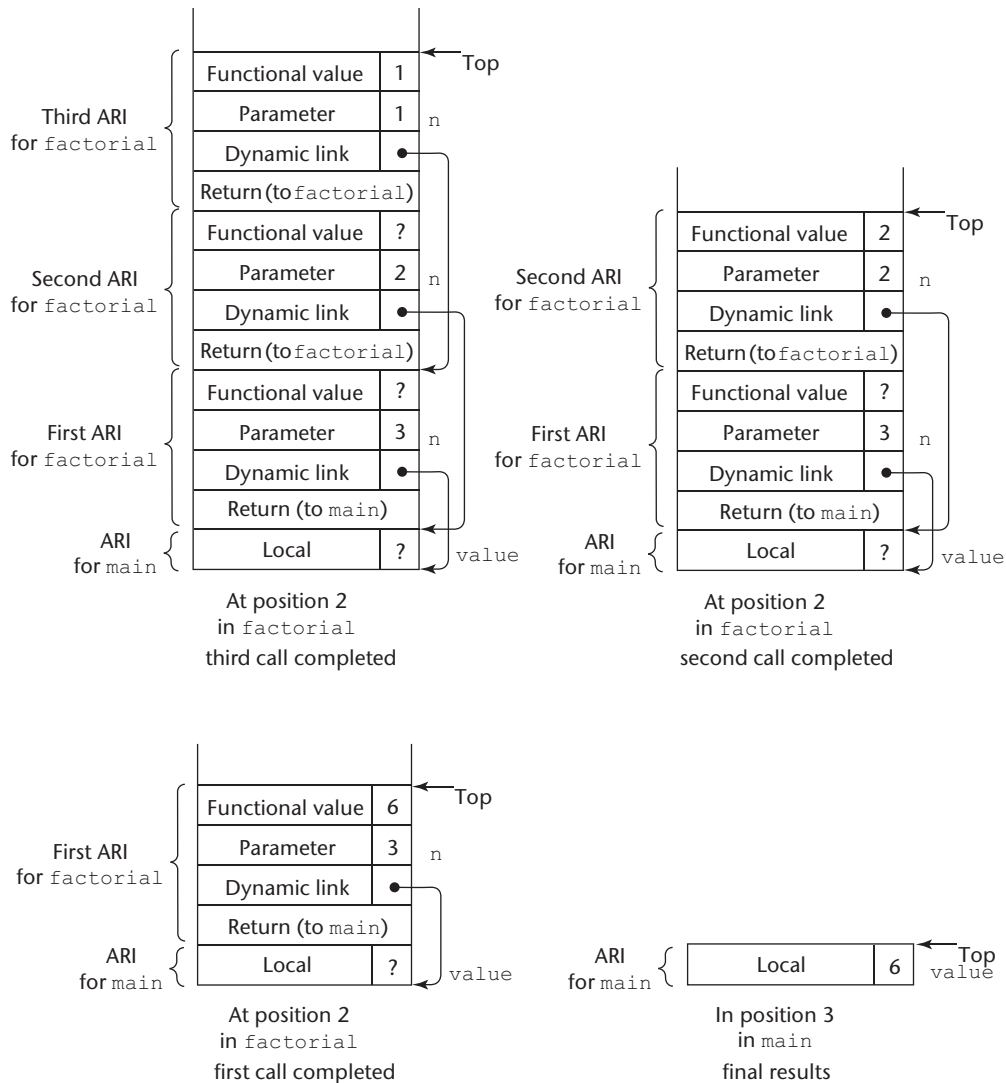 Top
Functional value 1
Third ARI
for factorial
Parameter 1 n
Dynamic link
Return (to factorial)
Functional value ?
Second ARI
for factorial
Parameter 2 n
Dynamic link
Return (to factorial)
Functional value ?
First ARI
for factorial
Parameter 3 n
Dynamic link
Return (to main)
ARI
for main
Local ? value
At position 2
in factorial
third call completed
Top
Functional value 2
Second ARI
for factorial
Parameter 2 n
Dynamic link
Return (to factorial)
Functional value ?
First ARI
for factorial
Parameter 3 n
Dynamic link
Return (to main)
ARI
for main
Local ? value
At position 2
in factorial
second call completed
Top
Functional value 6
First ARI
for factorial
Parameter 3 n
Dynamic link
Return (to main)
ARI
for main
Local ? value
At position 2
in factorial
first call completed
Top
ARI
for main
Local 6 value
In position 3
in main
final results